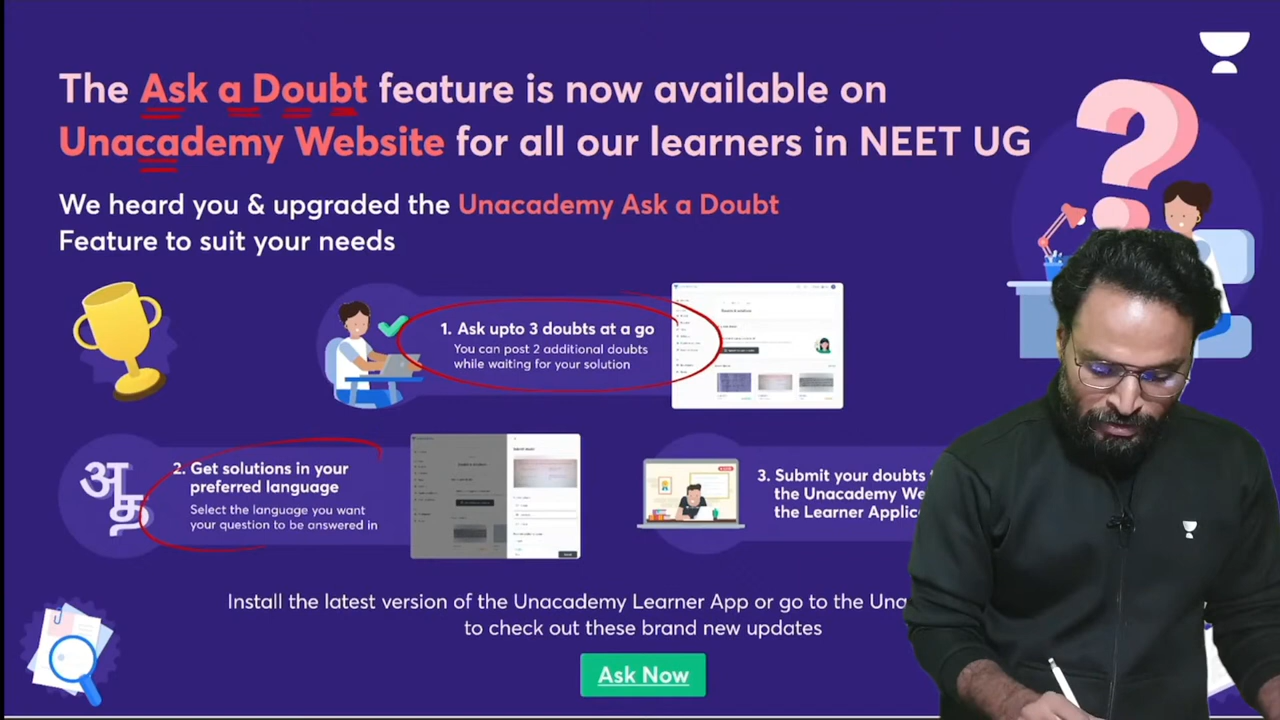 The Ask a Doubt feature is now available on
Unacademy Website for all our learners in NEET UG
We heard you & upgraded the Unacademy Ask a Doubt
Feature to suit your needs
1. Ask upto 3 doubts at a go
You can post 2 additional doubts
while waiting for your solution
अ
क
2. Get solutions in your
preferred language
Select the language you want
your question to be answered in
3. Submit your doubts
the Unacademy We
the Learner Applic
Install the latest version of the Unacademy Learner App or go to the Una
to check out these brand new updates
Ask Now